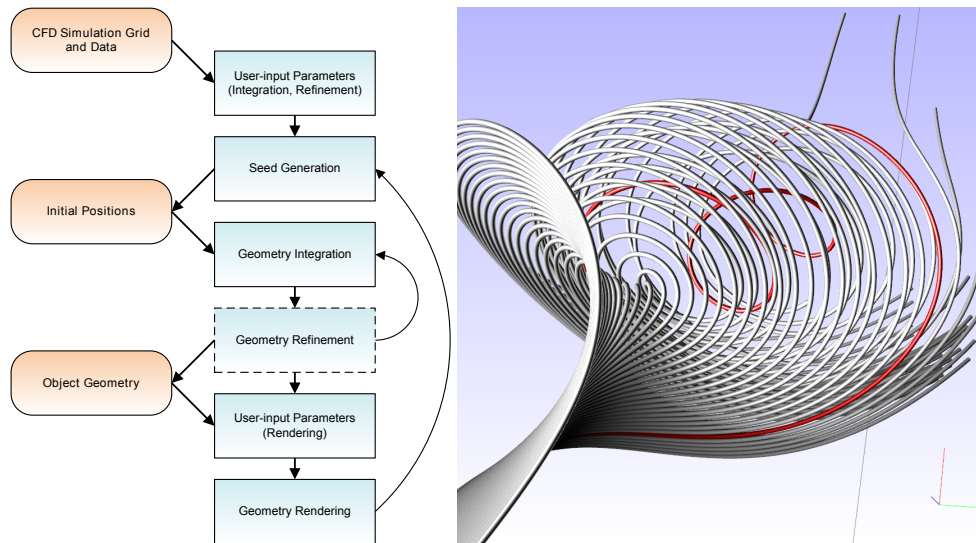 CFD Simulation Grid
and Data
User-input Parameters
(Integration, Refinement)
Seed Generation
Initial Positions
Geometry Integration
Geometry Refinement
Object Geometry
User-input Parameters
(Rendering)
Geometry Rendering